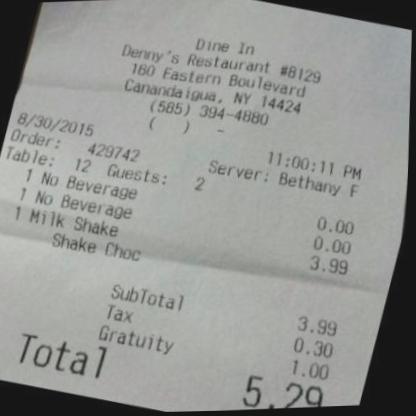 Dine In
Denny's Restaurant #8129
160 Eastern Boulevard
Canandaigua, NY 14424
(585) 394-4880
( ) -
8/30/2015 11:00:11 PM
Order: 429742 Server: Bethany F
Table: 12 Guests: 2
1 No Beverage 0.00
1 No Beverage 0.00
1 Milk Shake 3.99
Shake Choc
SubTotal 3.99
Tax 0.30
Gratuity 1.00
Total 5.29